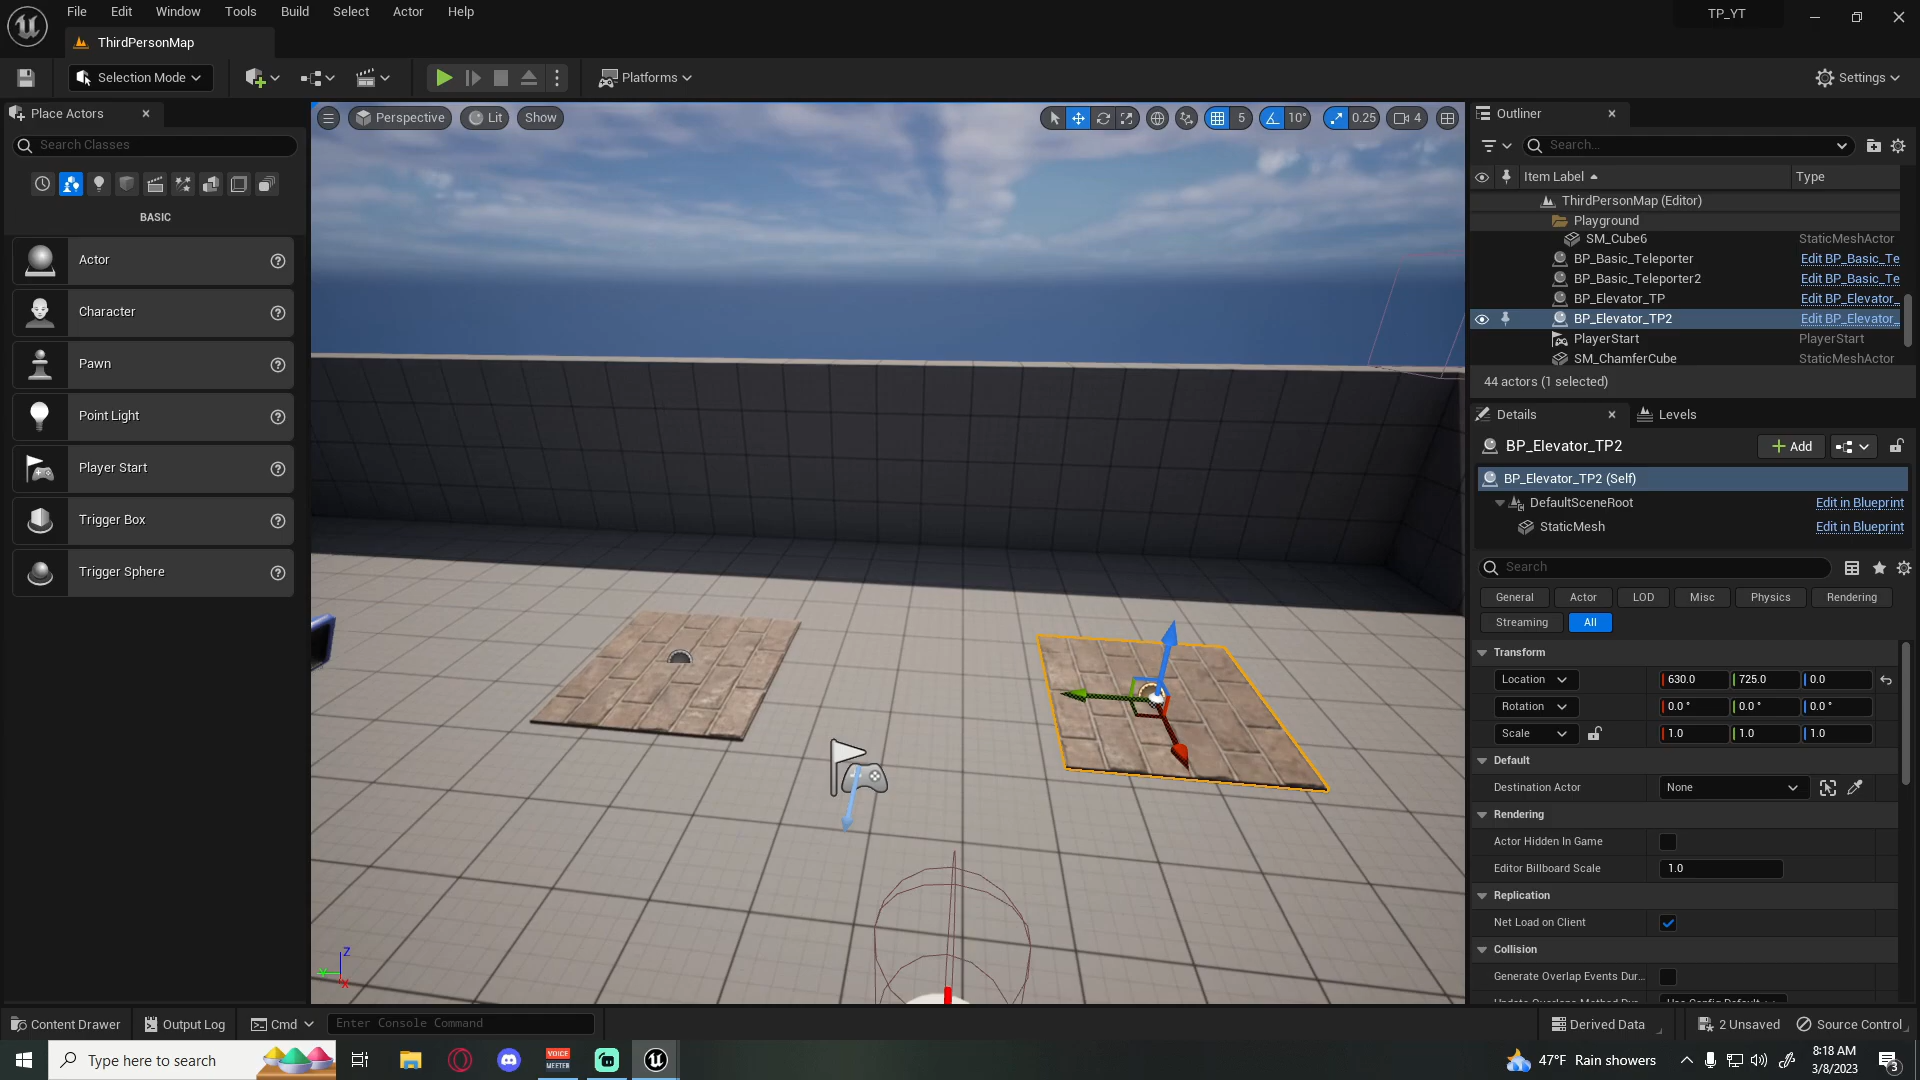 File Edit Window Tools Build Select Actor Help
TP_YT
ThirdPersonMap
Selection Mode
Platforms
Settings
Place Actors
Search Classes
BASIC
Actor
Character
Pawn
Point Light
Player Start
Trigger Box
Trigger Sphere
Perspective Lit Show
5 10° 0.25 4
Outliner
Search...
Item Label Type
ThirdPersonMap (Editor)
Playground
SM_Cube6 StaticMeshActor
BP_Basic_Teleporter Edit BP_Basic_Te
BP_Basic_Teleporter2 Edit BP_Basic_Te
BP_Elevator_TP Edit BP_Elevator_
BP_Elevator_TP2 Edit BP_Elevator_
PlayerStart PlayerStart
SM_ChamferCube StaticMeshActor
44 actors (1 selected)
Details Levels
BP_Elevator_TP2 Add
BP_Elevator_TP2 (Self)
DefaultSceneRoot Edit in Blueprint
StaticMesh Edit in Blueprint
Search
General Actor LOD Misc Physics Rendering
Streaming All
Transform
Location 630.0 725.0 0.0
Rotation 0.0 ° 0.0 ° 0.0 °
Scale 1.0 1.0 1.0
Default
Destination Actor None
Rendering
Actor Hidden In Game
Editor Billboard Scale 1.0
Replication
Net Load on Client
Collision
Generate Overlap Events Dur...
Z
Content Drawer Output Log Cmd Enter Console Command
Derived Data 2 Unsaved Source Control
Type here to search
VOICE
MEETER
47°F Rain showers
8:18 AM
3/8/2023
3